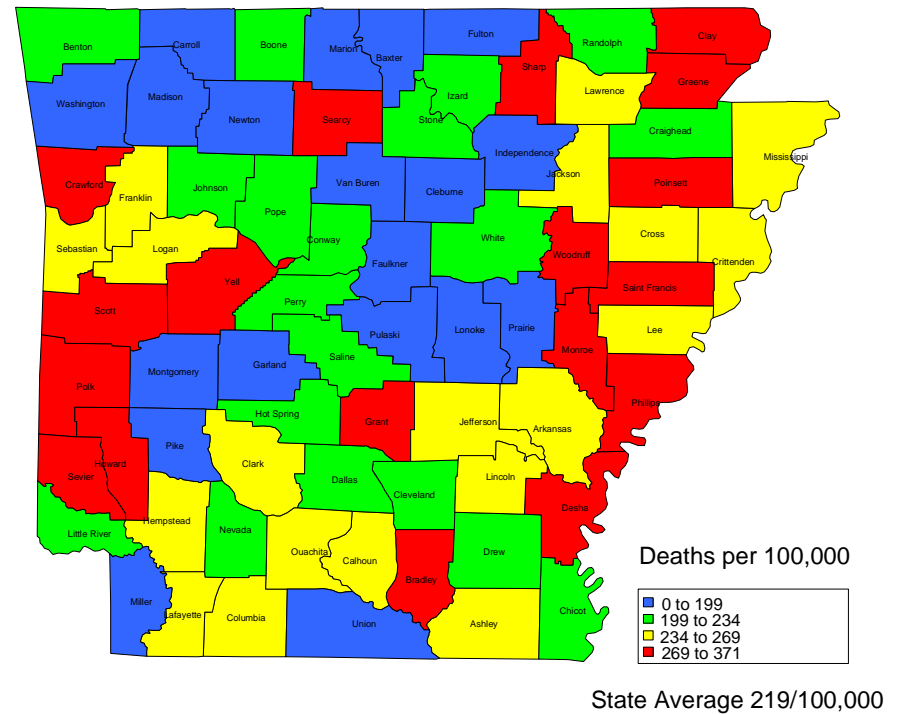 Benton
Carroll
Boone
Marion
Baxter
Fulton
Sharp
Randolph
Clay
Greene
Lawrence
Washington
Madison
Newton
Searcy
Stone
Izard
Independence
Jackson
Craighead
Mississippi
Poinsett
Crawford
Franklin
Johnson
Pope
Van Buren
Cleburne
Conway
White
Woodruff
Cross
Crittenden
Sebastian
Logan
Yell
Faulkner
Saint Francis
Scott
Perry
Pulaski
Lonoke
Prairie
Monroe
Lee
Saline
Garland
Montgomery
Polk
Hot Spring
Grant
Jefferson
Arkansas
Phillips
Pike
Howard
Sevier
Clark
Dallas
Cleveland
Lincoln
Desha
Little River
Hempstead
Nevada
Ouachita
Calhoun
Bradley
Drew
Chicot
Miller
Lafayette
Columbia
Union
Ashley
Deaths per 100,000
0 to 199
199 to 234
234 to 269
269 to 371
State Average 219/100,000